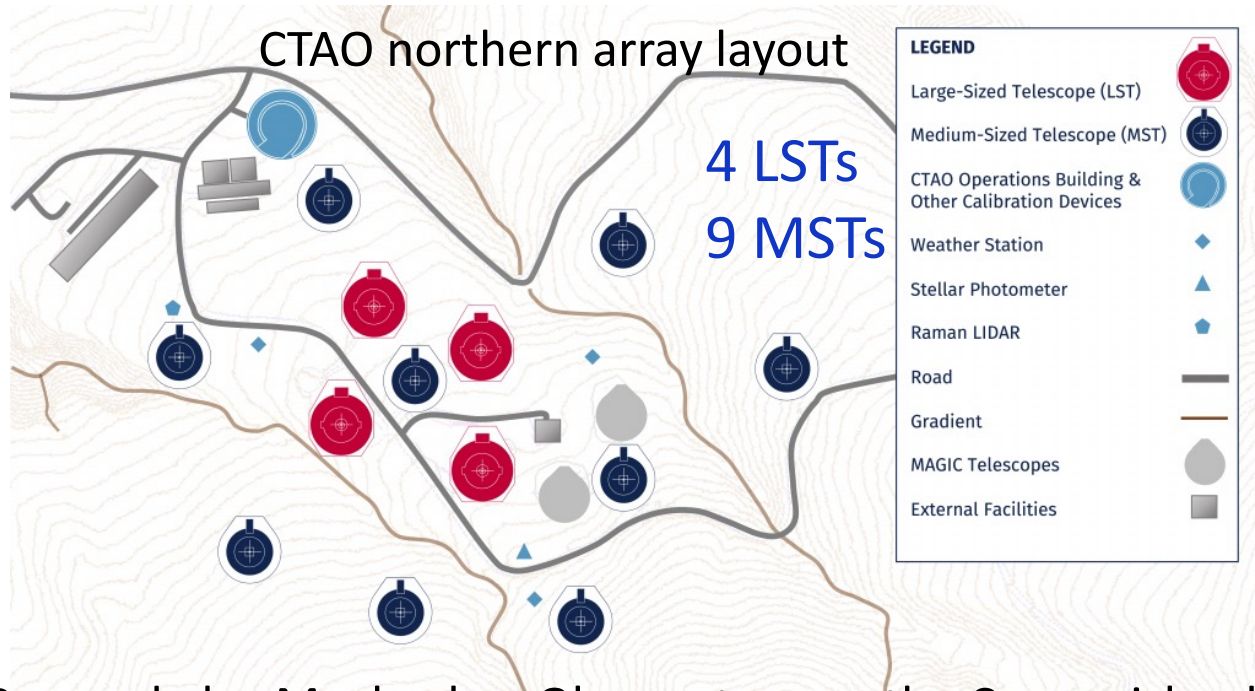 CTAO northern array layout
4 LSTs
9 MSTs
LEGEND
Large-Sized Telescope (LST)
Medium-Sized Telescope (MST)
CTAO Operations Building &
Other Calibration Devices
Weather Station
Stellar Photometer
Raman LIDAR
Road
Gradient
MAGIC Telescopes
External Facilities